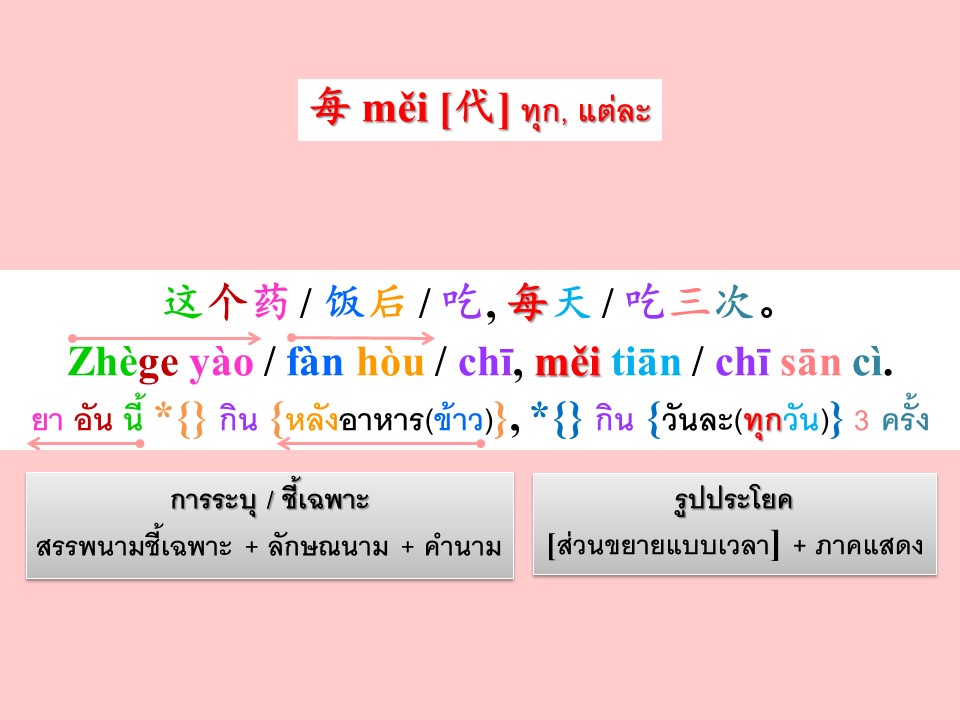 每 měi [代] ทุก, แต่ละ
这个药 / 饭后 / 吃, 每天 / 吃三次。
Zhège yào / fàn hòu / chī, měi tiān / chī sān cì.
ยา อัน นี้ *{} กิน {หลังอาหาร(ข้าว)}, *{} กิน {วันละ(ทุกวัน)} 3 ครั้ง
การระบุ / ชี้เฉพาะ
สรรพนามชี้เฉพาะ + ลักษณนาม + คำนาม
รูปประโยค
[ส่วนขยายแบบเวลา] + ภาคแสดง